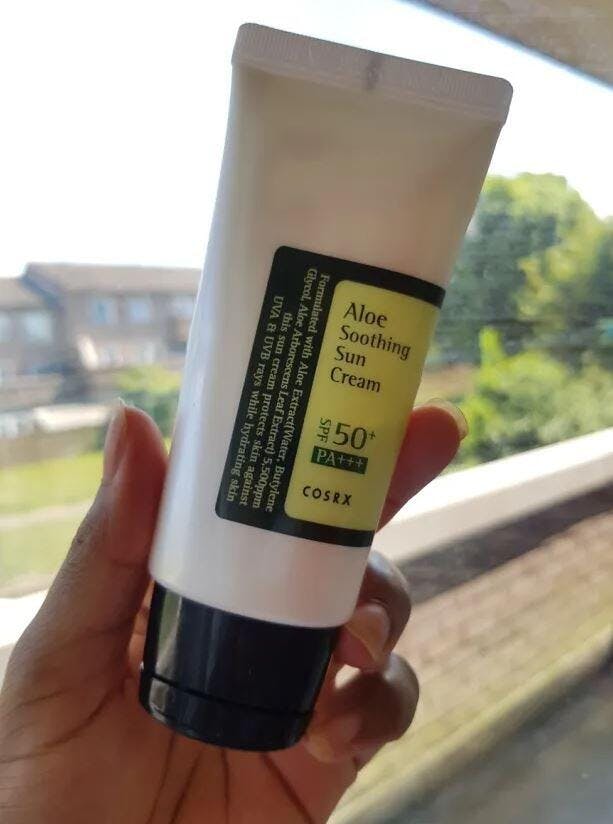 Aloe
Soothing
Sun
Cream
SPF 50+
PA+++
COSRX
Formulated with Aloe Extract(Water, Butylene
Glycol, Aloe Arborescens Leaf Extract) 5,500ppm
this sun cream protects skin against
UVA & UVB rays while hydrating skin